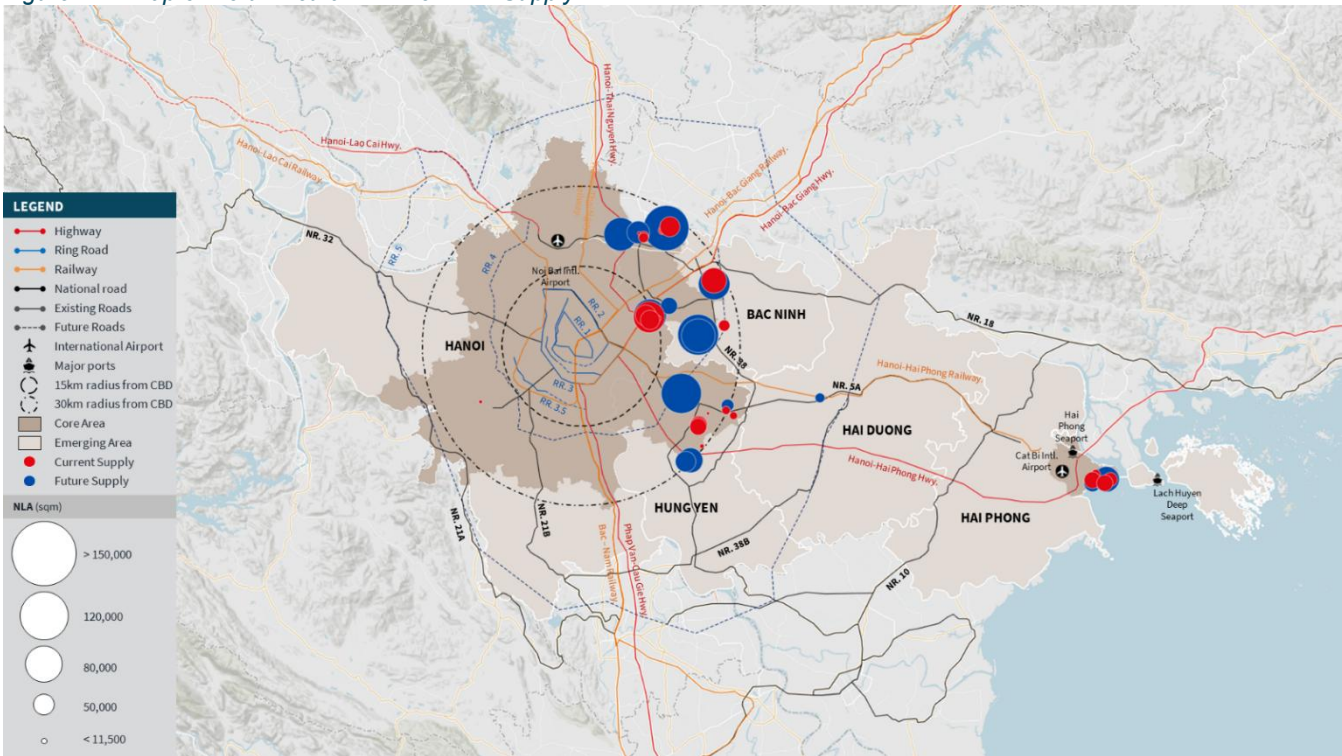 LEGEND
Highway
Ring Road
Railway
National road
Existing Roads
Future Roads
International Airport
Major ports
15km radius from CBD
30km radius from CBD
Core Area
Emerging Area
Current Supply
Future Supply
NLA (sqm)
> 150,000
120,000
80,000
50,000
< 11,500
Hanoi-Lao Cai Hwy.
Hanoi-Lao Cai Railway
Hanoi-Thai Nguyen Hwy.
Hanoi-Bac Giang Railway.
Hanoi-Bac Giang Hwy.
NR. 32
RR. 5
RR. 4
Noi Bai Intl.
Airport
RR. 2
RR. 1
RR. 3
RR. 3.5
HANOI
BAC NINH
NR. 18
NR. 38
Hanoi-Hai Phong Railway
NR. 5A
HAI DUONG
Hai
Phong
Seaport
Cat Bi Intl.
Airport
Lach Huyen
Deep
Seaport
Hanoi-Hai Phong Hwy.
HUNG YEN
HAI PHONG
NR. 21A
NR. 21B
Bac - Nam Railway
Phap Van-Cau Gie Hwy.
NR. 38B
NR. 10